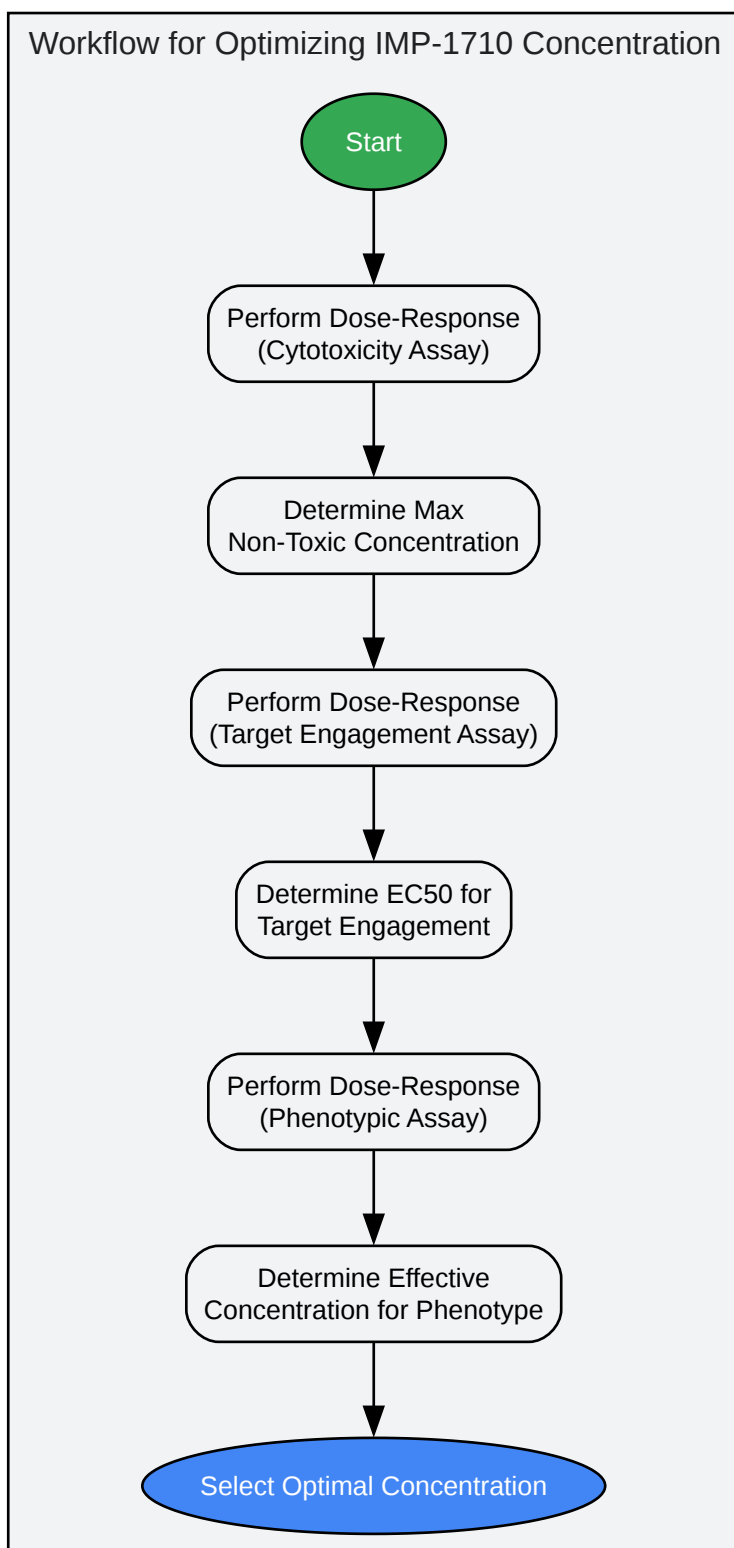 Workflow for Optimizing IMP-1710 Concentration
Start
Perform Dose-Response
(Cytotoxicity Assay)
Determine Max
Non-Toxic Concentration
Perform Dose-Response
(Target Engagement Assay)
Determine EC50 for
Target Engagement
Perform Dose-Response
(Phenotypic Assay)
Determine Effective
Concentration for Phenotype
Select Optimal Concentration